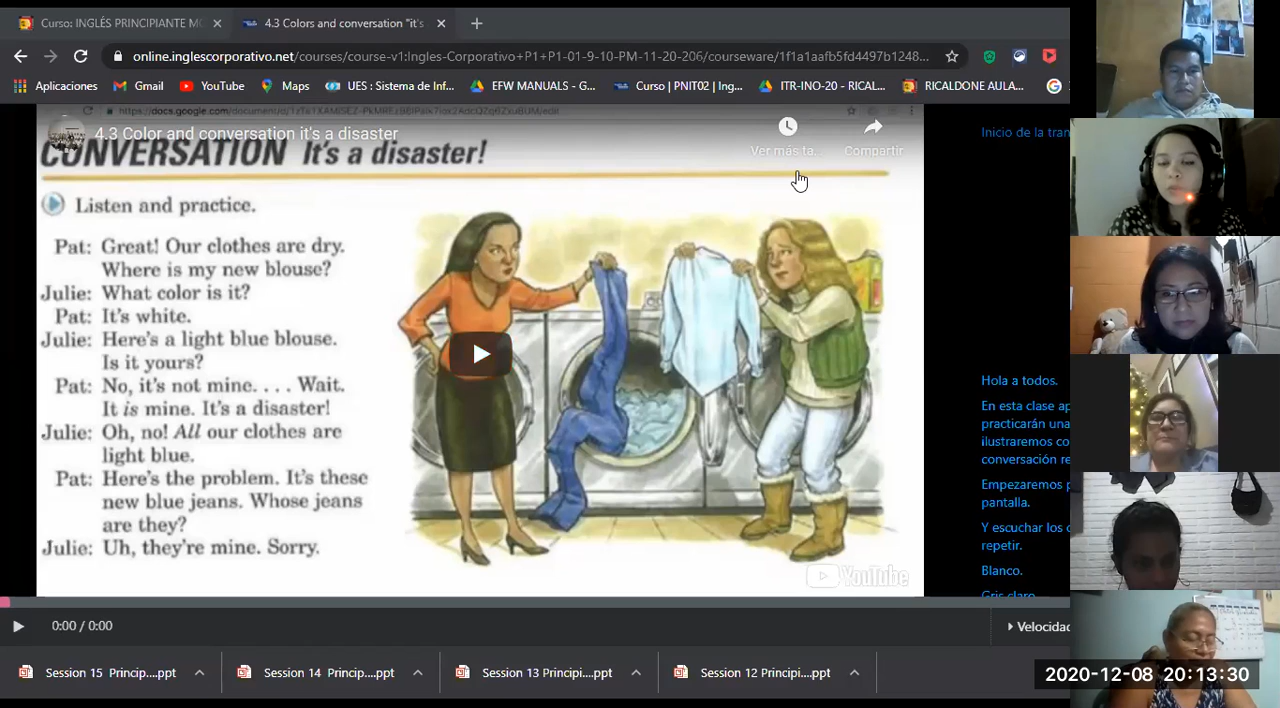 Curso: INGLÉS PRINCIPIANTE MO
4.3 Colors and conversation "it's
online.inglescorporativo.net/courses/course-v1:Ingles-Corporativo+P1+P1-01-9-10-PM-11-20-206/courseware/1f1a1aafb5fd4497b1248...
Aplicaciones
Gmail
YouTube
Maps
UES : Sistema de Inf...
EFW MANUALS - G...
Curso | PNIT02 | Ing...
ITR-INO-20 - RICAL...
RICALDONE AULA...
4.3 Color and conversation it's a disaster
Ver más ta...
Compartir
CONVERSATION It's a disaster!
Listen and practice.
Pat: Great! Our clothes are dry.
Where is my new blouse?
Julie: What color is it?
Pat: It's white.
Julie: Here's a light blue blouse.
Is it yours?
Pat: No, it's not mine. . . . Wait.
It is mine. It's a disaster!
Julie: Oh, no! All our clothes are
light blue.
Pat: Here's the problem. It's these
new blue jeans. Whose jeans
are they?
Julie: Uh, they're mine. Sorry.
YouTube
Inicio de la tran
Hola a todos.
En esta clase ap
practicarán una
ilustraremos co
conversación re
Empezaremos p
pantalla.
Y escuchar los c
repetir.
Blanco.
Gris claro
0:00 / 0:00
Velocidad
Session 15 Princip....ppt
Session 14 Princip....ppt
Session 13 Principi....ppt
Session 12 Principi....ppt
2020-12-08 20:13:30